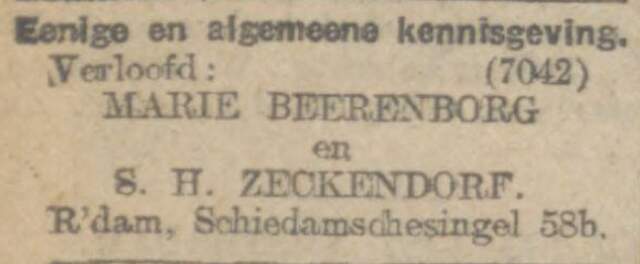 Eenige en algemeene kennisgeving.
Verloofd: (7042)
MARIE BEERENBORG
en
S. H. ZECKENDORF.
R'dam, Schiedamschesingel 58b.